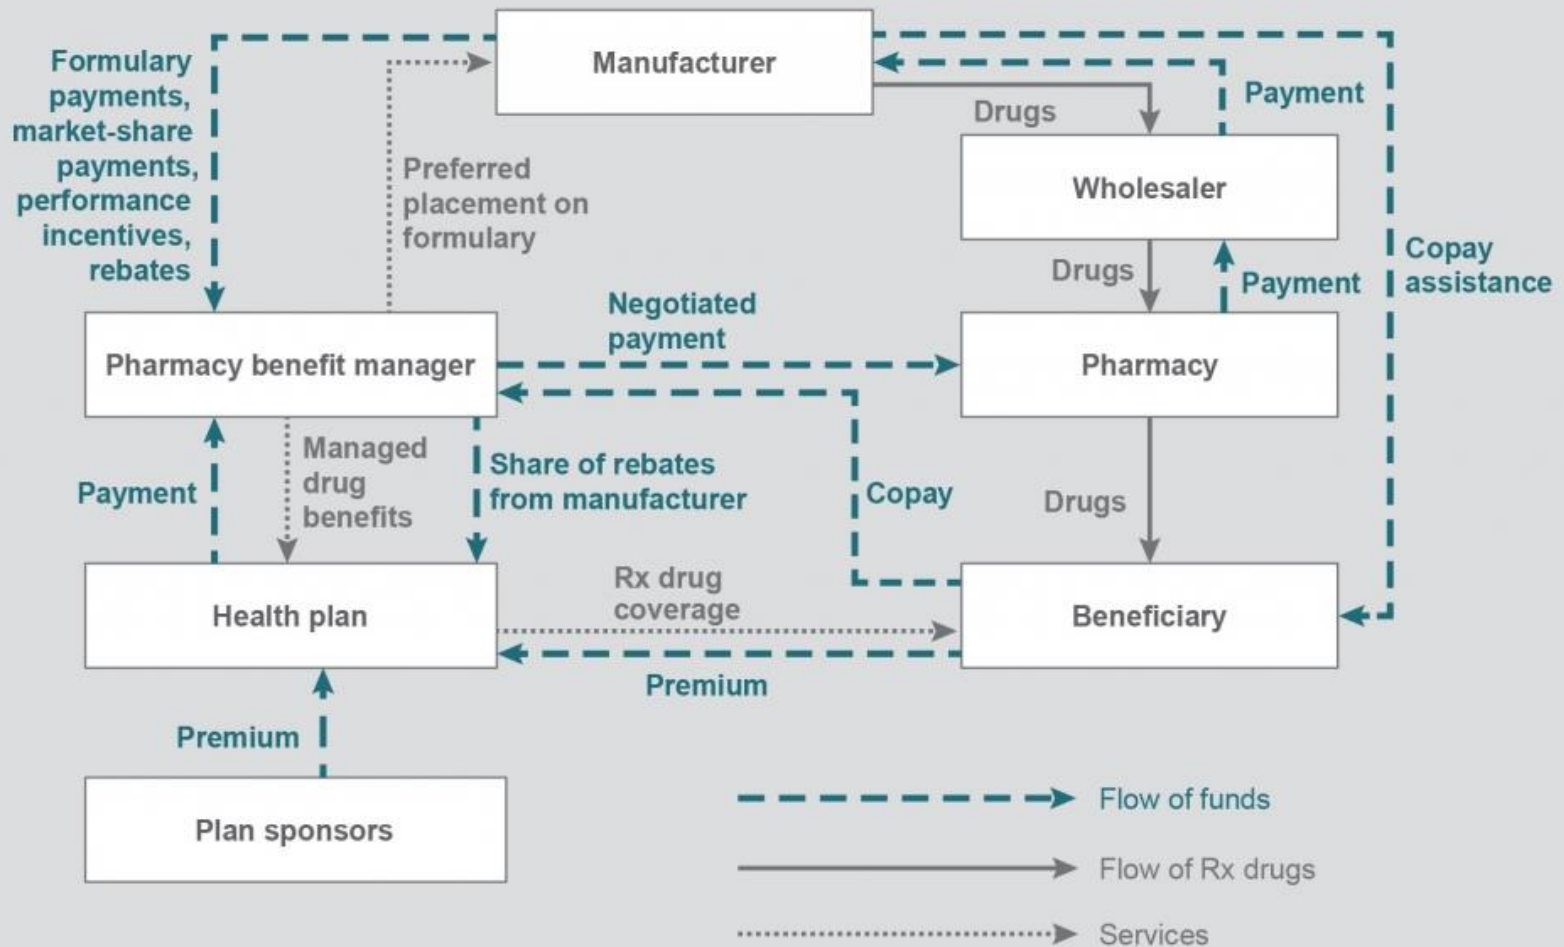 Manufacturer
Formulary
payments,
market-share
payments,
performance
incentives,
rebates
Preferred
placement on
formulary
Drugs
Payment
Wholesaler
Drugs
Payment
Copay
assistance
Negotiated
payment
Pharmacy benefit manager
Pharmacy
Payment
Managed
drug
benefits
Share of rebates
from manufacturer
Copay
Drugs
Health plan
Rx drug
coverage
Beneficiary
Premium
Premium
Plan sponsors
Flow of funds
Flow of Rx drugs
Services